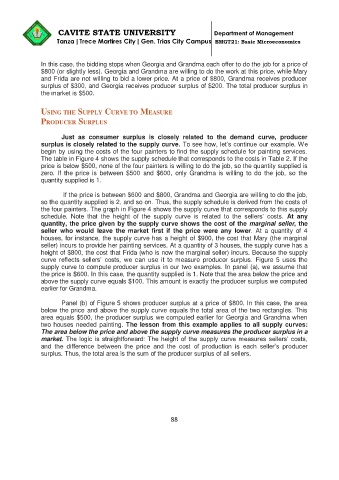 CAVITE STATE UNIVERSITY
Department of Management
Tanza | Trece Martires City | Gen. Trias City Campus
BMGT21: Basic Microeconomics
In this case, the bidding stops when Georgia and Grandma each offer to do the job for a price of
$800 (or slightly less). Georgia and Grandma are willing to do the work at this price, while Mary
and Frida are not willing to bid a lower price. At a price of $800, Grandma receives producer
surplus of $300, and Georgia receives producer surplus of $200. The total producer surplus in
the market is $500.
USING THE SUPPLY CURVE TO MEASURE
PRODUCER SURPLUS
Just as consumer surplus is closely related to the demand curve, producer
surplus is closely related to the supply curve. To see how, let's continue our example. We
begin by using the costs of the four painters to find the supply schedule for painting services.
The table in Figure 4 shows the supply schedule that corresponds to the costs in Table 2. If the
price is below $500, none of the four painters is willing to do the job, so the quantity supplied is
zero. If the price is between $500 and $600, only Grandma is willing to do the job, so the
quantity supplied is 1.
If the price is between $600 and $800, Grandma and Georgia are willing to do the job,
so the quantity supplied is 2, and so on. Thus, the supply schedule is derived from the costs of
the four painters. The graph in Figure 4 shows the supply curve that corresponds to this supply
schedule. Note that the height of the supply curve is related to the sellers' costs. At any
quantity, the price given by the supply curve shows the cost of the marginal seller, the
seller who would leave the market first if the price were any lower. At a quantity of 4
houses, for instance, the supply curve has a height of $900, the cost that Mary (the marginal
seller) incurs to provide her painting services. At a quantity of 3 houses, the supply curve has a
height of $800, the cost that Frida (who is now the marginal seller) incurs. Because the supply
curve reflects sellers' costs, we can use it to measure producer surplus. Figure 5 uses the
supply curve to compute producer surplus in our two examples. In panel (a), we assume that
the price is $600. In this case, the quantity supplied is 1. Note that the area below the price and
above the supply curve equals $100. This amount is exactly the producer surplus we computed
earlier for Grandma.
Panel (b) of Figure 5 shows producer surplus at a price of $800. In this case, the area
below the price and above the supply curve equals the total area of the two rectangles. This
area equals $500, the producer surplus we computed earlier for Georgia and Grandma when
two houses needed painting. The lesson from this example applies to all supply curves:
The area below the price and above the supply curve measures the producer surplus in a
market. The logic is straightforward: The height of the supply curve measures sellers' costs,
and the difference between the price and the cost of production is each seller's producer
surplus. Thus, the total area is the sum of the producer surplus of all sellers.
88